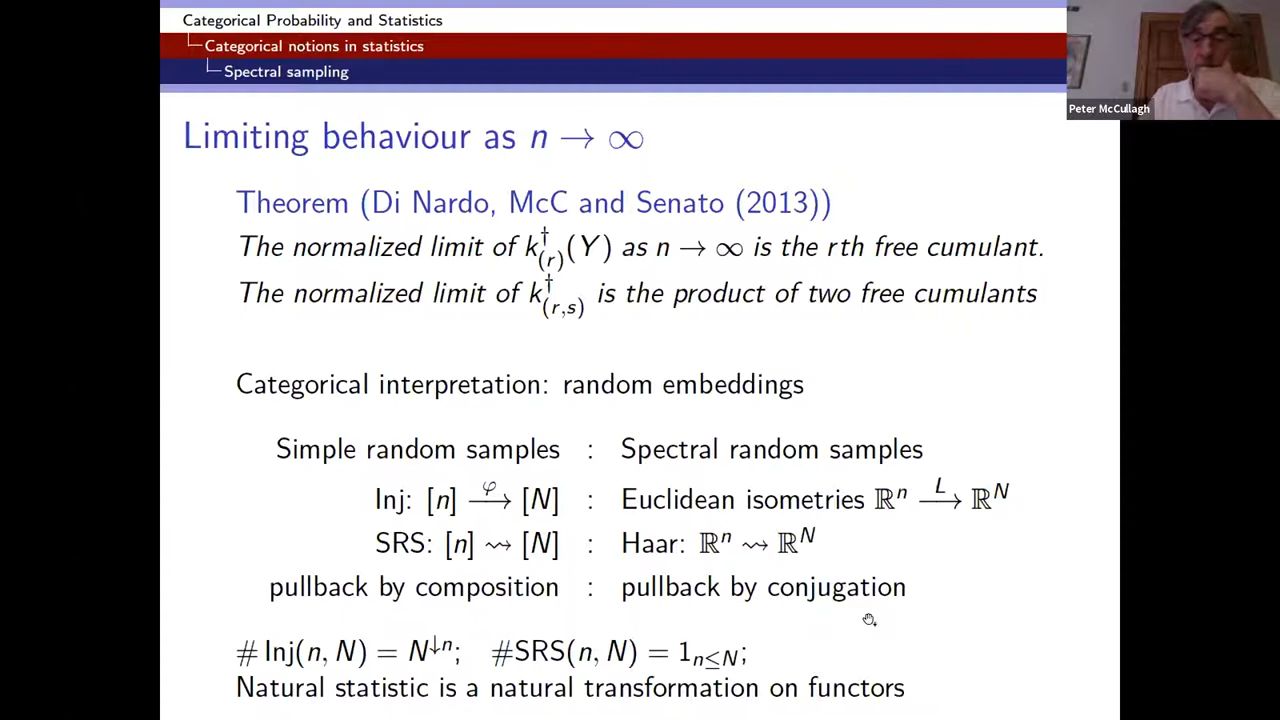 Categorical Probability and Statistics
Categorical notions in statistics
Spectral sampling
Peter McCullagh
Limiting behaviour as n → ∞
Theorem (Di Nardo, McC and Senato (2013))
The normalized limit of k†₍ᵣ₎(Y) as n → ∞ is the rth free cumulant.
The normalized limit of k†₍ᵣ,ₛ₎ is the product of two free cumulants
Categorical interpretation: random embeddings
Simple random samples : Spectral random samples
Inj: [n] —φ→ [N] : Euclidean isometries ℝⁿ —L→ ℝᴺ
SRS: [n] ⇝ [N] : Haar: ℝⁿ ⇝ ℝᴺ
pullback by composition : pullback by conjugation
# Inj(n, N) = N^↓n; #SRS(n, N) = 1_{n≤N};
Natural statistic is a natural transformation on functors